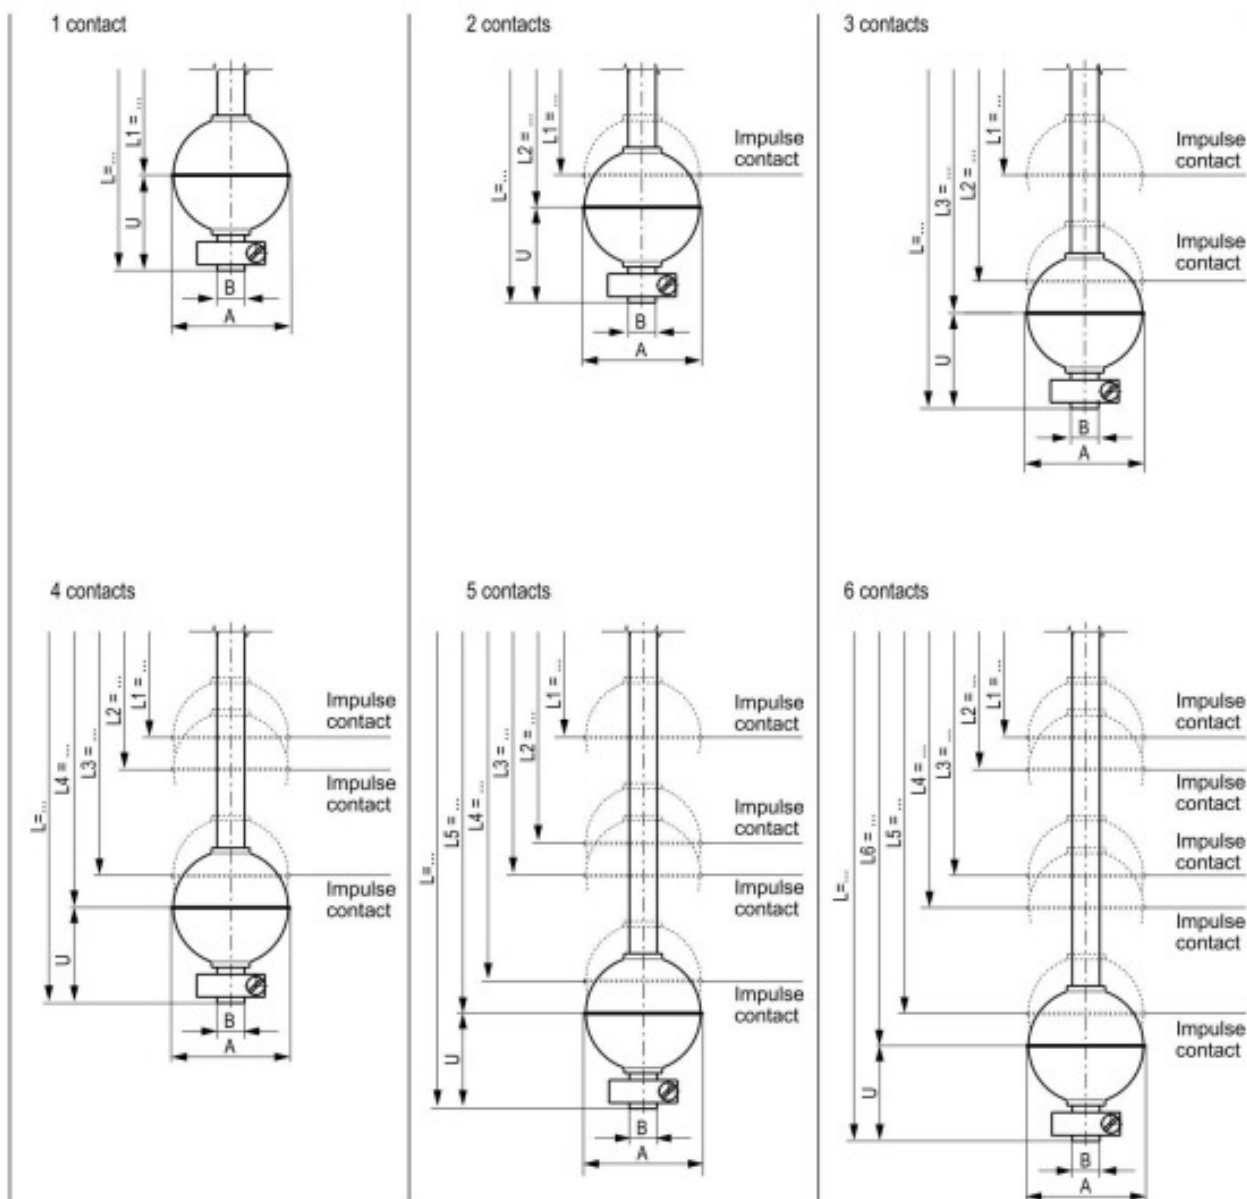 1 contact
L=...
L1 = ...
U
B
A
2 contacts
L=...
L2 = ...
L1 = ...
U
B
A
Impulse
contact
3 contacts
L=...
L3 = ...
L2 = ...
L1 = ...
U
B
A
Impulse
contact
Impulse
contact
4 contacts
L=...
L4 = ...
L3 = ...
L2 = ...
L1 = ...
U
B
A
Impulse
contact
Impulse
contact
Impulse
contact
5 contacts
L=...
L5 = ...
L4 = ...
L3 = ...
L2 = ...
L1 = ...
U
B
A
Impulse
contact
Impulse
contact
Impulse
contact
Impulse
contact
6 contacts
L=...
L6 = ...
L5 = ...
L4 = ...
L3 = ...
L2 = ...
L1 = ...
U
B
A
Impulse
contact
Impulse
contact
Impulse
contact
Impulse
contact
Impulse
contact